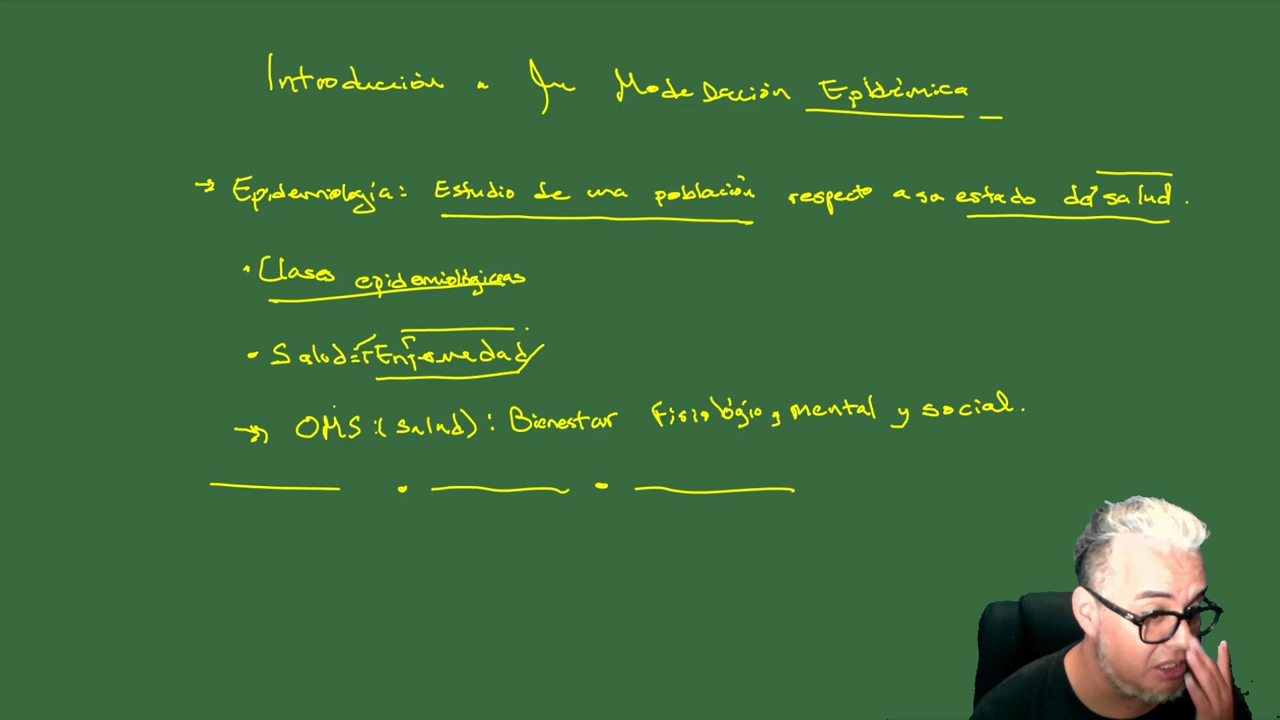 Introducción a la Modelación Epidémica
→ Epidemiología: Estudio de una población respecto a su estado de salud.
• Clases epidemiológicas
• Salud = Enfermedad
→ OMS: (salud): Bienestar Fisiológio, mental y social.